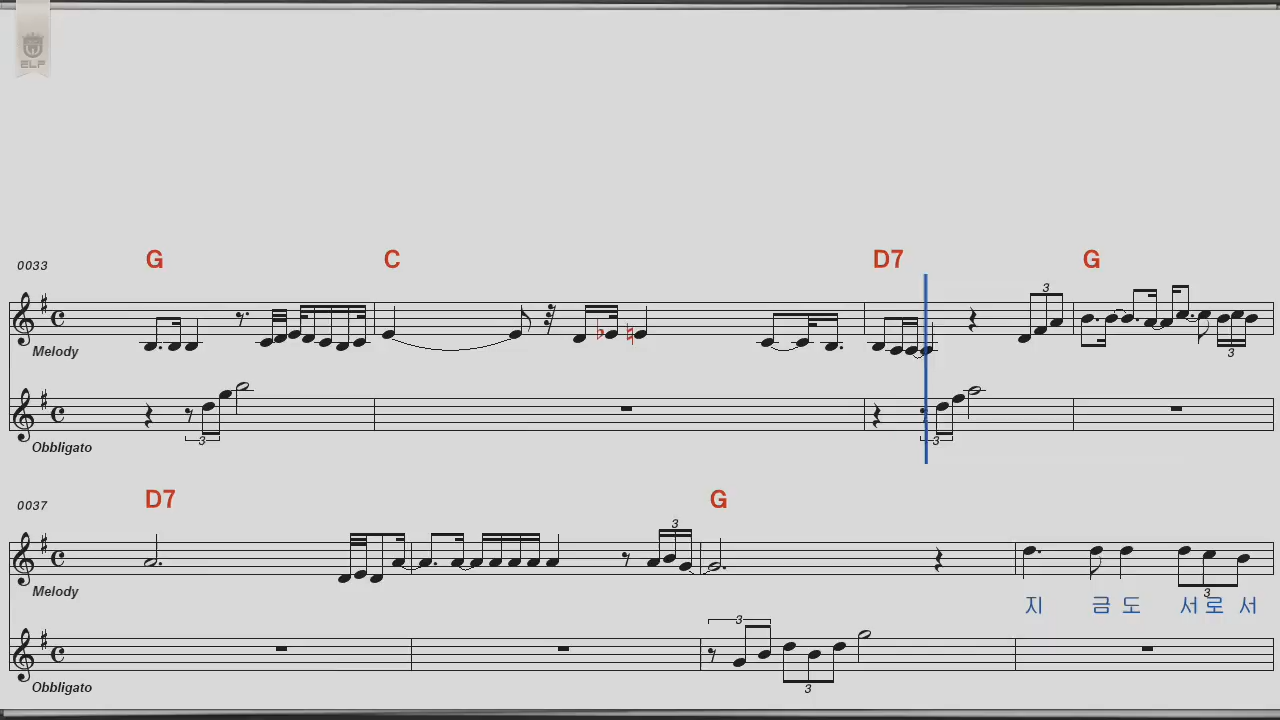 ELF
G C D7 G
0033
3
Melody
3
3 3
Obbligato
D7 G
0037
3
Melody
3
지 금 도 서 로 서
3
Obbligato
3